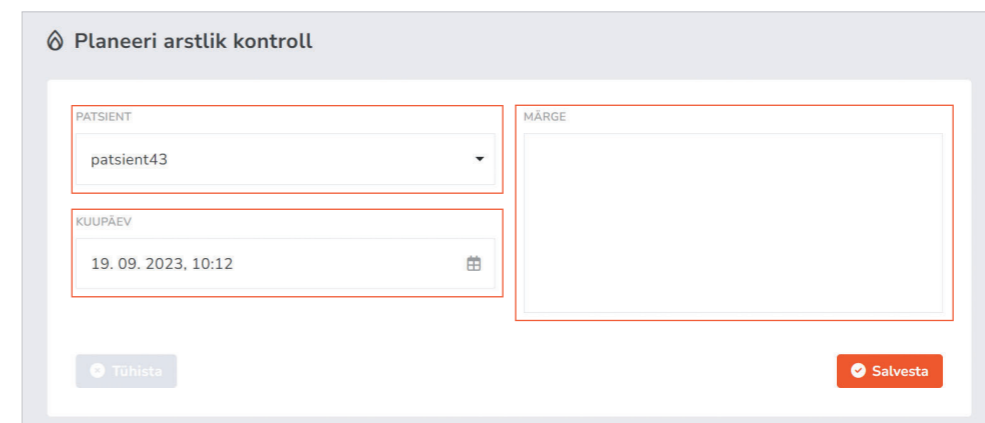 Planeeri arstlik kontroll
PATSIENT
patsient43
KUUPÄEV
19. 09. 2023, 10:12
MÄRGE
Tühista
Salvesta